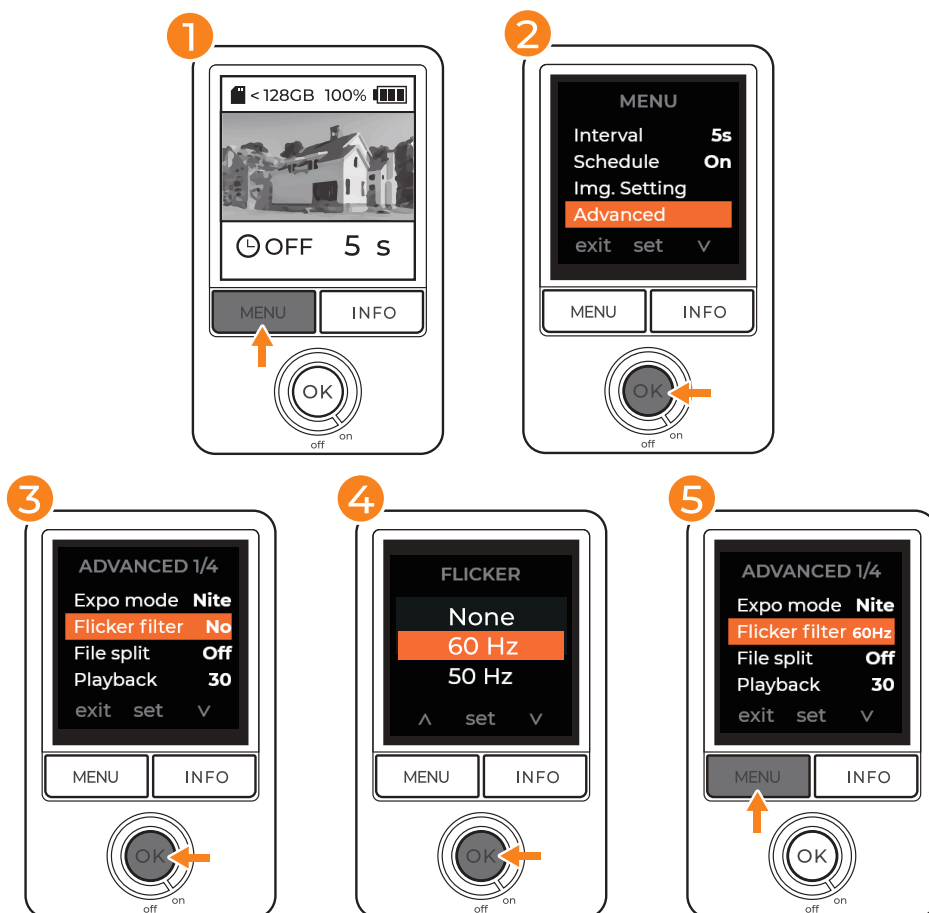 1
< 128GB 100%
OFF 5 s
MENU INFO
OK
off on
2
MENU
Interval 5s
Schedule On
Img. Setting
Advanced
exit set ∨
MENU INFO
OK
off on
3
ADVANCED 1/4
Expo mode Nite
Flicker filter No
File split Off
Playback 30
exit set ∨
MENU INFO
OK
off on
4
FLICKER
None
60 Hz
50 Hz
∧ set ∨
MENU INFO
OK
off on
5
ADVANCED 1/4
Expo mode Nite
Flicker filter 60Hz
File split Off
Playback 30
exit set ∨
MENU INFO
OK
off on